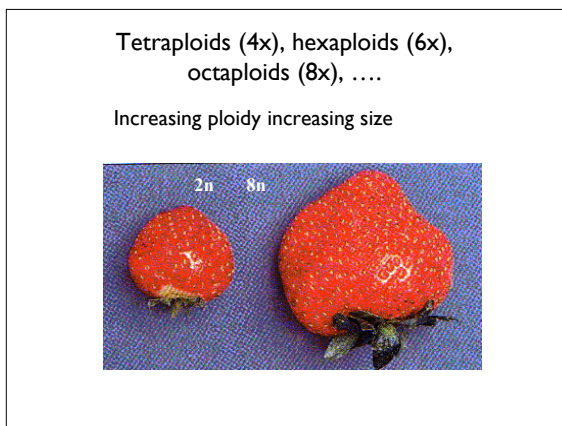 Tetraploids (4x), hexaploids (6x),
octaploids (8x), ....
Increasing ploidy increasing size
2n 8n